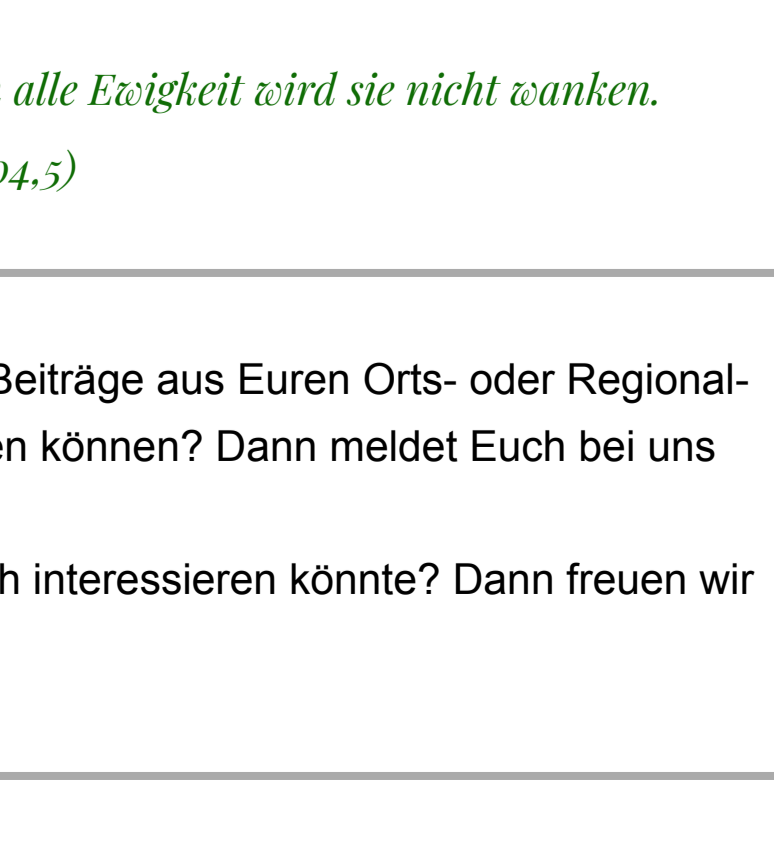 alle Ewigkeit wird sie nicht wanken.
04,5)
Beiträge aus Euren Orts- oder Regional-
en können? Dann meldet Euch bei uns
h interessieren könnte? Dann freuen wir